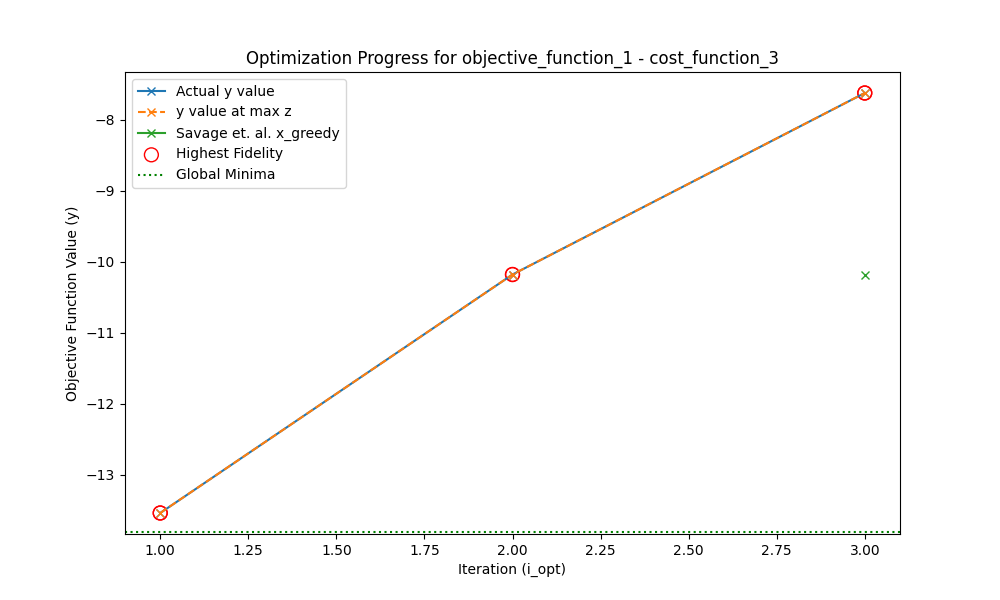 Optimization Progress for objective_function_1 - cost_function_3
Actual y value
y value at max z
Savage et. al. x_greedy
Highest Fidelity
Global Minima
Objective Function Value (y)
−8
−9
−10
−11
−12
−13
1.00 1.25 1.50 1.75 2.00 2.25 2.50 2.75 3.00
Iteration (i_opt)